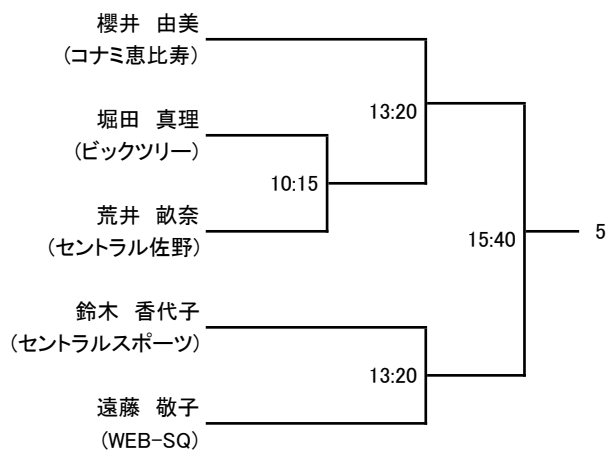 櫻井　由美
(コナミ恵比寿)
13:20
堀田　真理
(ビックツリー)
10:15
荒井　畝奈
(セントラル佐野)
15:40
5
鈴木　香代子
(セントラルスポーツ)
13:20
遠藤　敬子
(WEB-SQ)